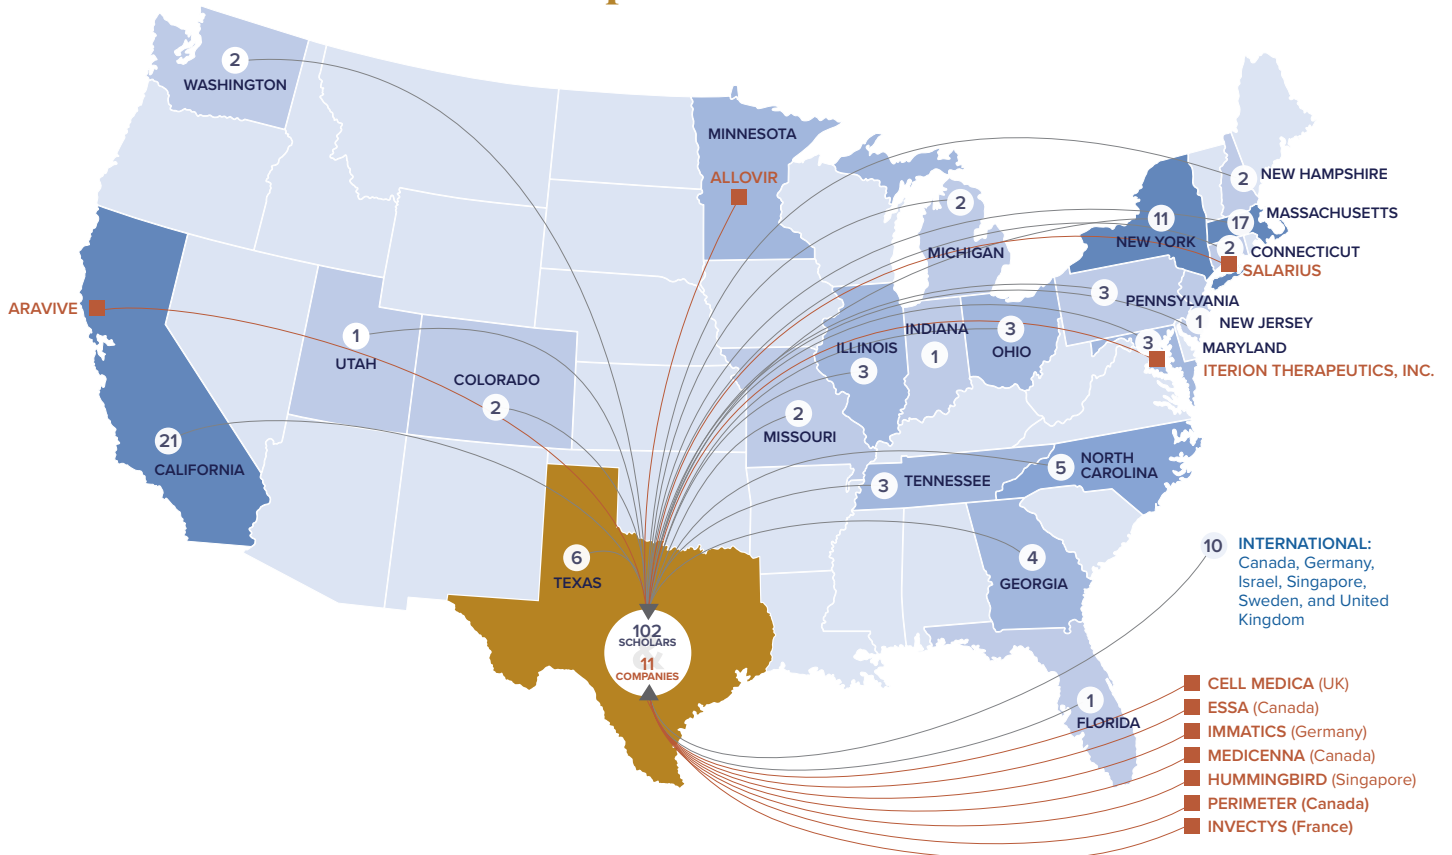 2
WASHINGTON
MINNESOTA
ALLOVIR
2
NEW HAMPSHIRE
2
MICHIGAN
11
NEW YORK
17
MASSACHUSETTS
2
CONNECTICUT
SALARIUS
ARAVIVE
3
PENNSYLVANIA
1
NEW JERSEY
1
UTAH
COLORADO
2
ILLINOIS
3
INDIANA
1
3
OHIO
3
MARYLAND
ITERION THERAPEUTICS, INC.
21
CALIFORNIA
2
MISSOURI
3
TENNESSEE
5
NORTH
CAROLINA
6
TEXAS
4
GEORGIA
10
INTERNATIONAL:
Canada, Germany,
Israel, Singapore,
Sweden, and United
Kingdom
102
SCHOLARS
&
11
COMPANIES
1
FLORIDA
CELL MEDICA (UK)
ESSA (Canada)
IMMATICS (Germany)
MEDICENNA (Canada)
HUMMINGBIRD (Singapore)
PERIMETER (Canada)
INVECTYS (France)